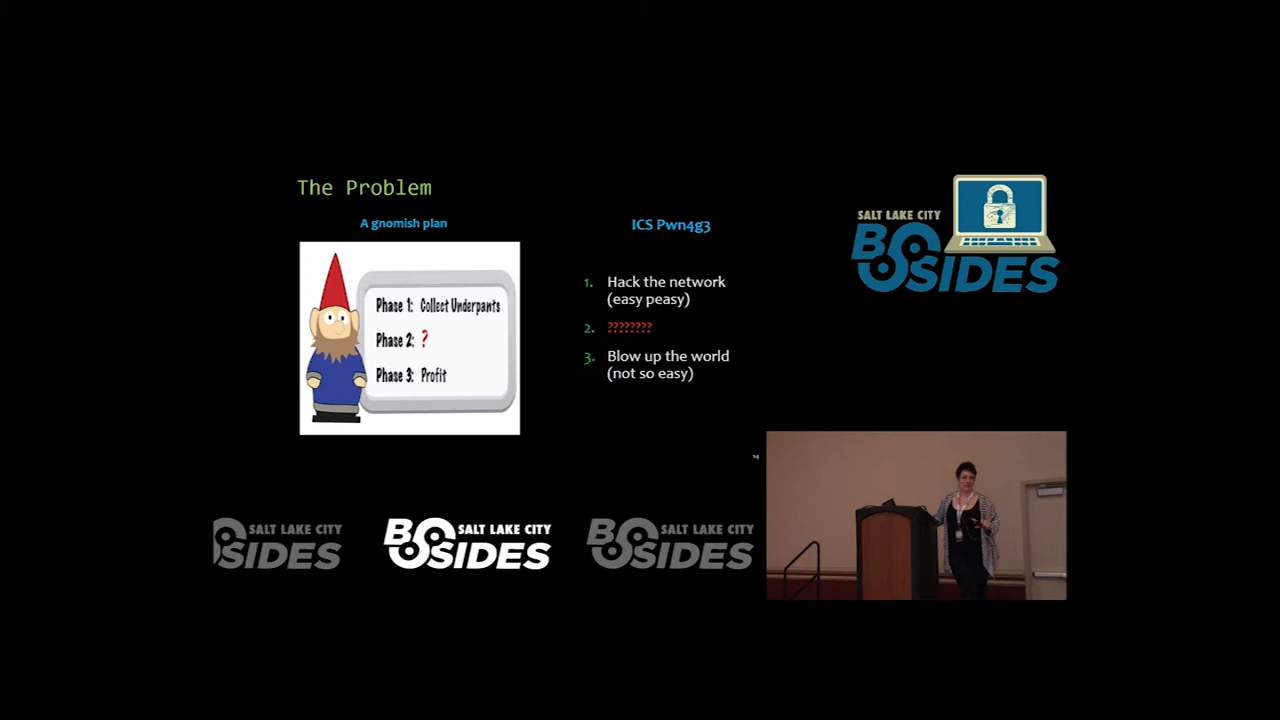 The Problem
A gnomish plan
Phase 1: Collect Underpants
Phase 2: ?
Phase 3: Profit
ICS Pwn4g3
1. Hack the network
(easy peasy)
2. ????????
3. Blow up the world
(not so easy)
14
SALT LAKE CITY
BSIDES
SALT LAKE CITY
SIDES
SALT LAKE CITY
BSIDES
SALT LAKE CITY
BSIDES